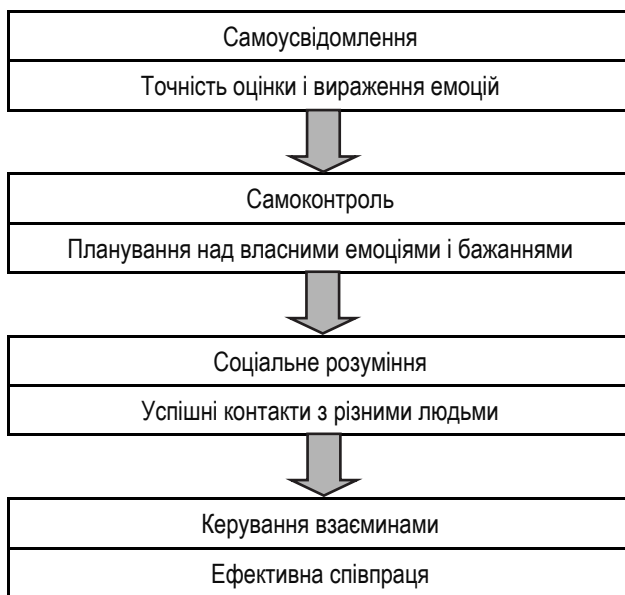 Самоусвідомлення
Точність оцінки і вираження емоцій
Самоконтроль
Планування над власними емоціями і бажаннями
Соціальне розуміння
Успішні контакти з різними людьми
Керування взаєминами
Ефективна співпраця